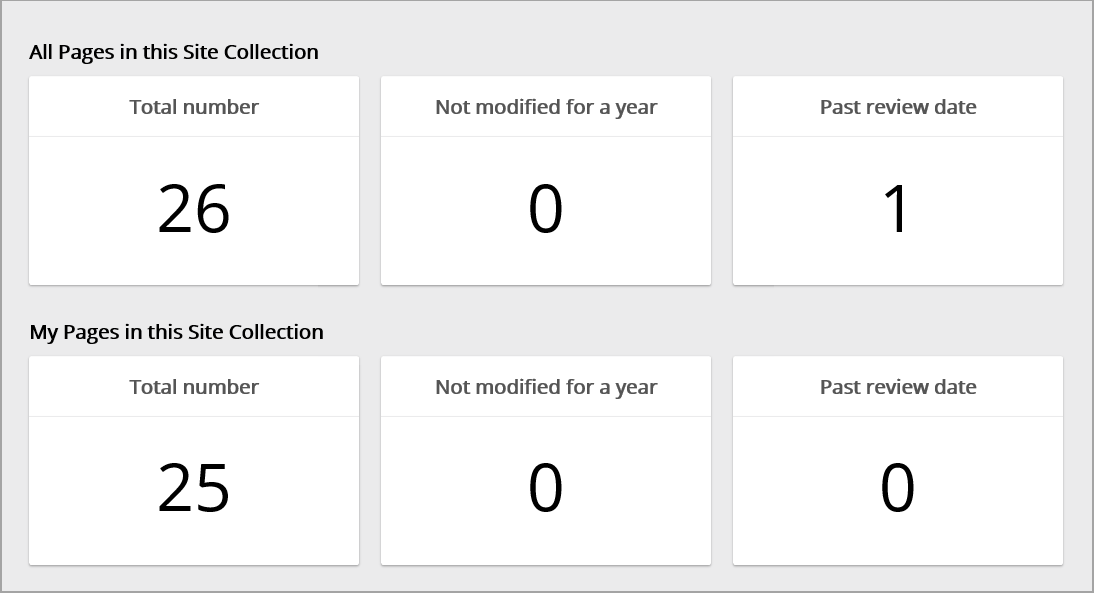 All Pages in this Site Collection
Total number
Not modified for a year
Past review date
26
0
1
My Pages in this Site Collection
Total number
Not modified for a year
Past review date
25
0
0